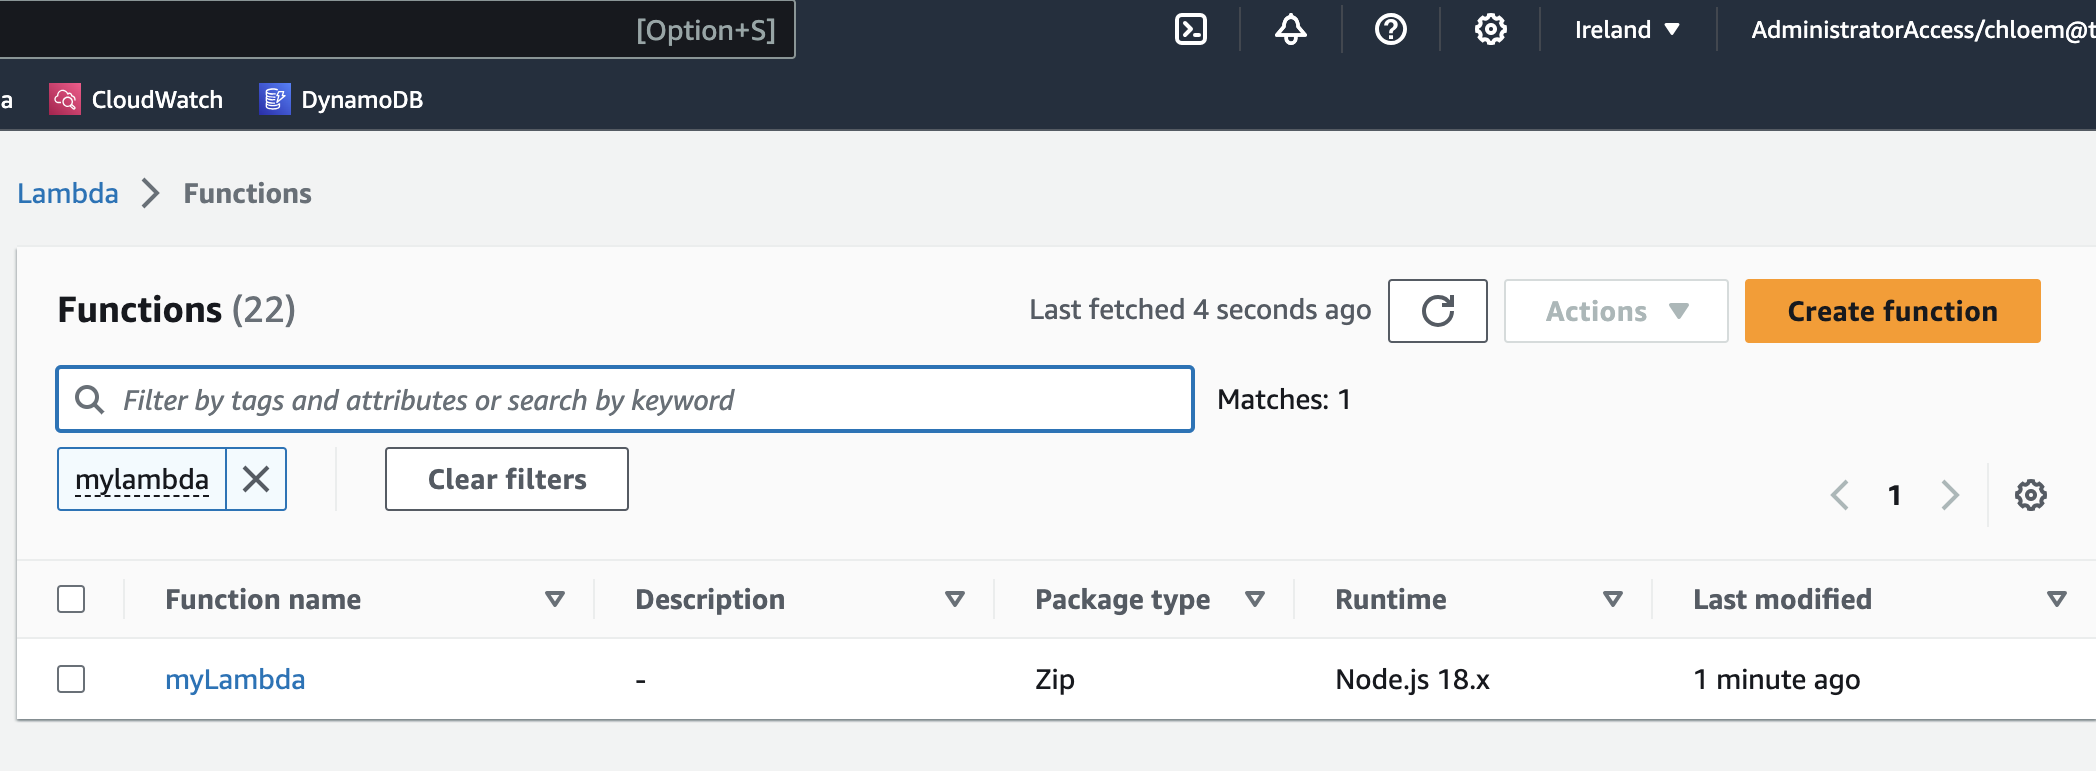 [Option+S]
Ireland
AdministratorAccess/chloem@t
a
CloudWatch
DynamoDB
Lambda
Functions
Functions (22)
Last fetched 4 seconds ago
Actions
Create function
Filter by tags and attributes or search by keyword
Matches: 1
mylambda
Clear filters
1
Function name
Description
Package type
Runtime
Last modified
myLambda
-
Zip
Node.js 18.x
1 minute ago